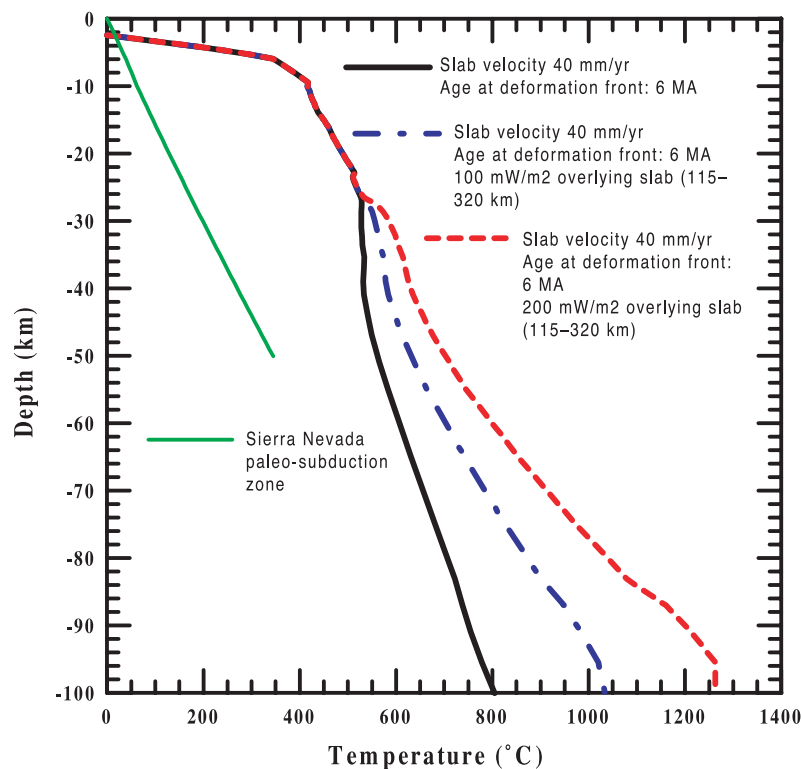 0
-10
-20
-30
-40
-50
-60
-70
-80
-90
-100
Depth (km)
Slab velocity 40 mm/yr
Age at deformation front: 6 MA
Slab velocity 40 mm/yr
Age at deformation front: 6 MA
100 mW/m2 overlying slab (115–
320 km)
Slab velocity 40 mm/yr
Age at deformation front:
6 MA
200 mW/m2 overlying slab
(115–320 km)
Sierra Nevada
paleo-subduction
zone
0 200 400 600 800 1000 1200 1400
Temperature (˚C)